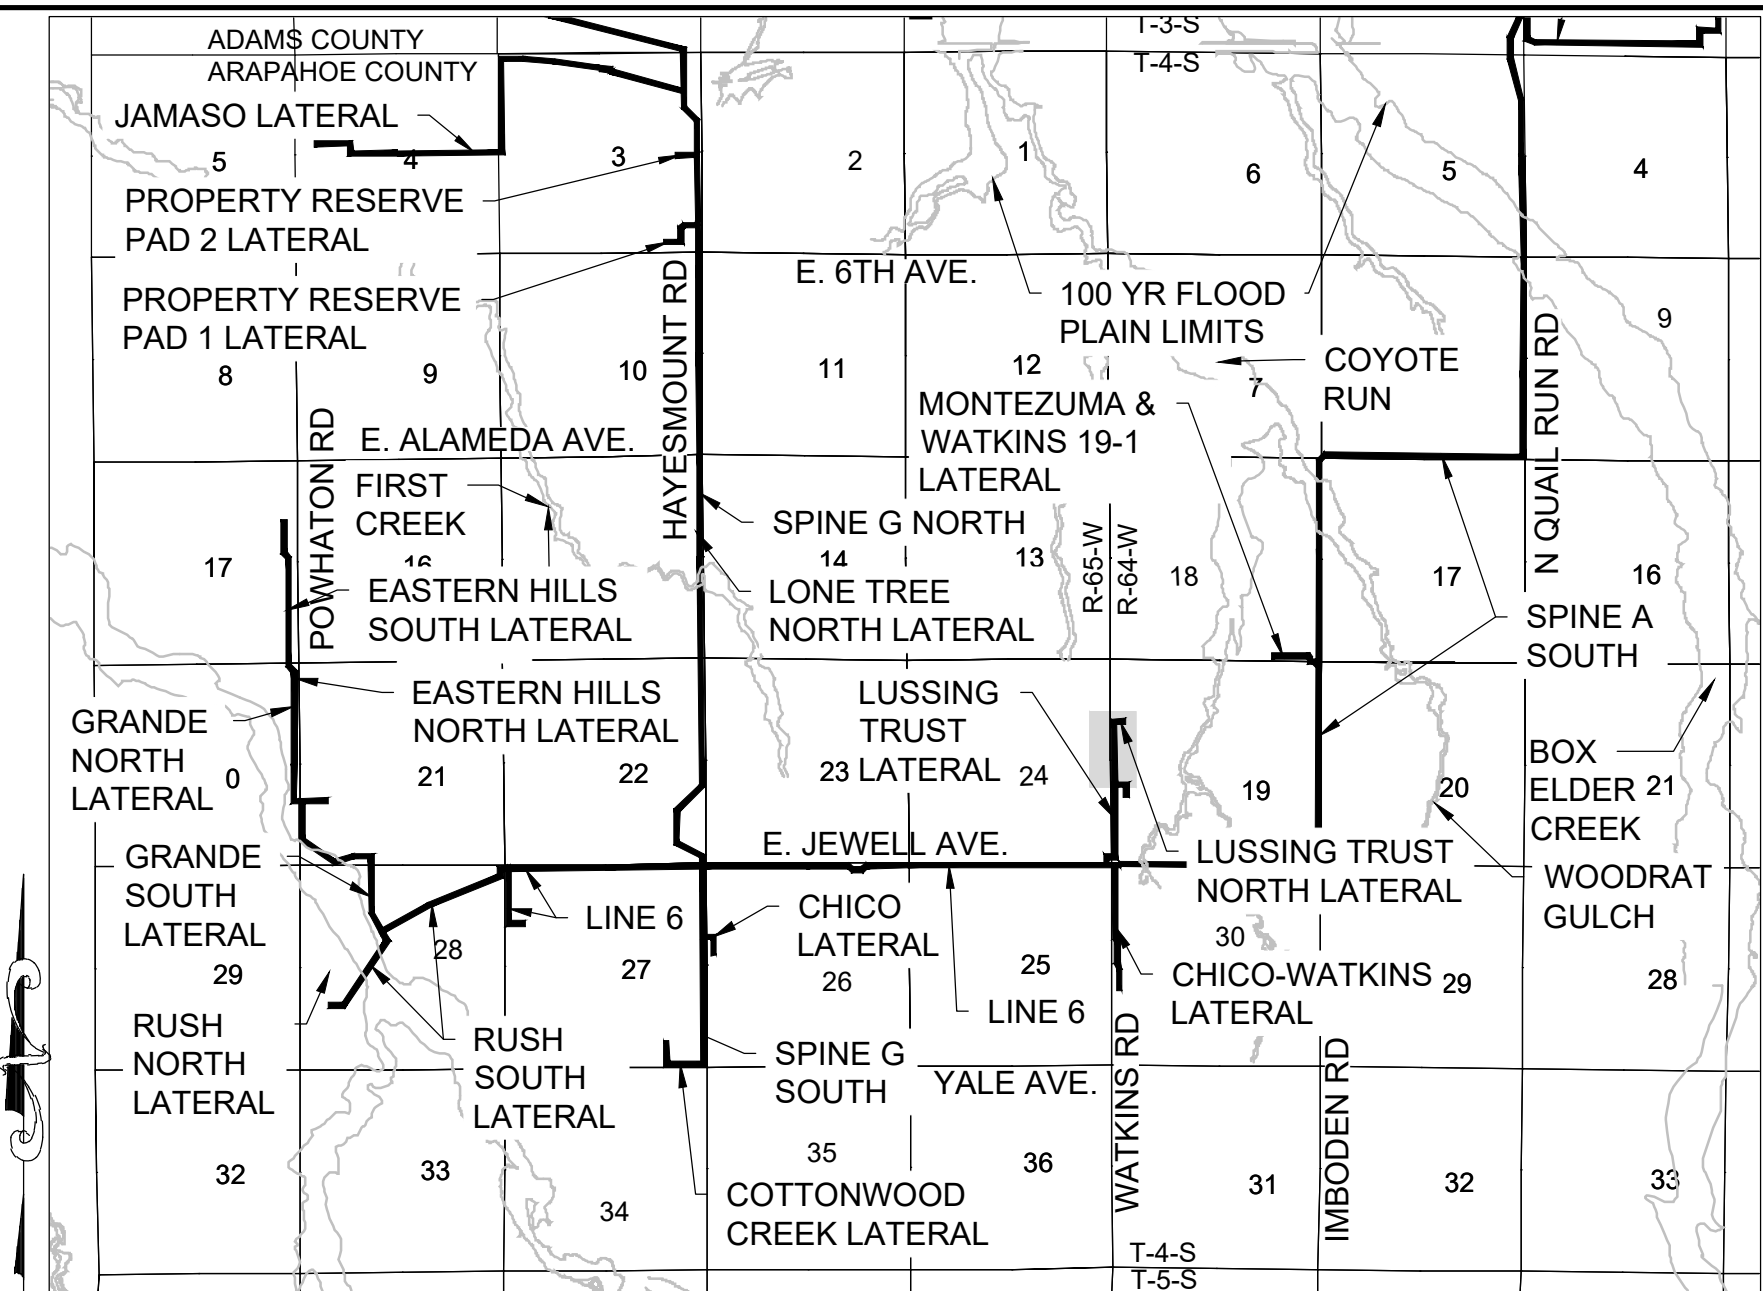 ADAMS COUNTY
ARAPAHOE COUNTY
T-3-S
T-4-S
JAMASO LATERAL
5
4
3
2
1
6
5
4
PROPERTY RESERVE
PAD 2 LATERAL
E. 6TH AVE.
PROPERTY RESERVE
PAD 1 LATERAL
HAYESMOUNT RD
100 YR FLOOD
PLAIN LIMITS
COYOTE
RUN
N QUAIL RUN RD
8
9
10
11
12
7
9
MONTEZUMA &
WATKINS 19-1
LATERAL
POWHATON RD
E. ALAMEDA AVE.
FIRST
CREEK
SPINE G NORTH
R-65-W
R-64-W
17
16
14
13
18
17
16
EASTERN HILLS
SOUTH LATERAL
LONE TREE
NORTH LATERAL
SPINE A
SOUTH
EASTERN HILLS
NORTH LATERAL
LUSSING
TRUST
LATERAL
GRANDE
NORTH
LATERAL
0
21
22
23
24
19
20
21
BOX
ELDER
CREEK
E. JEWELL AVE.
GRANDE
SOUTH
LATERAL
LUSSING TRUST
NORTH LATERAL
WOODRAT
GULCH
LINE 6
CHICO
LATERAL
29
28
27
26
25
30
29
28
CHICO-WATKINS
LATERAL
LINE 6
RUSH
NORTH
LATERAL
RUSH
SOUTH
LATERAL
SPINE G
SOUTH
YALE AVE.
WATKINS RD
IMBODEN RD
32
33
34
35
36
31
32
33
COTTONWOOD
CREEK LATERAL
T-4-S
T-5-S